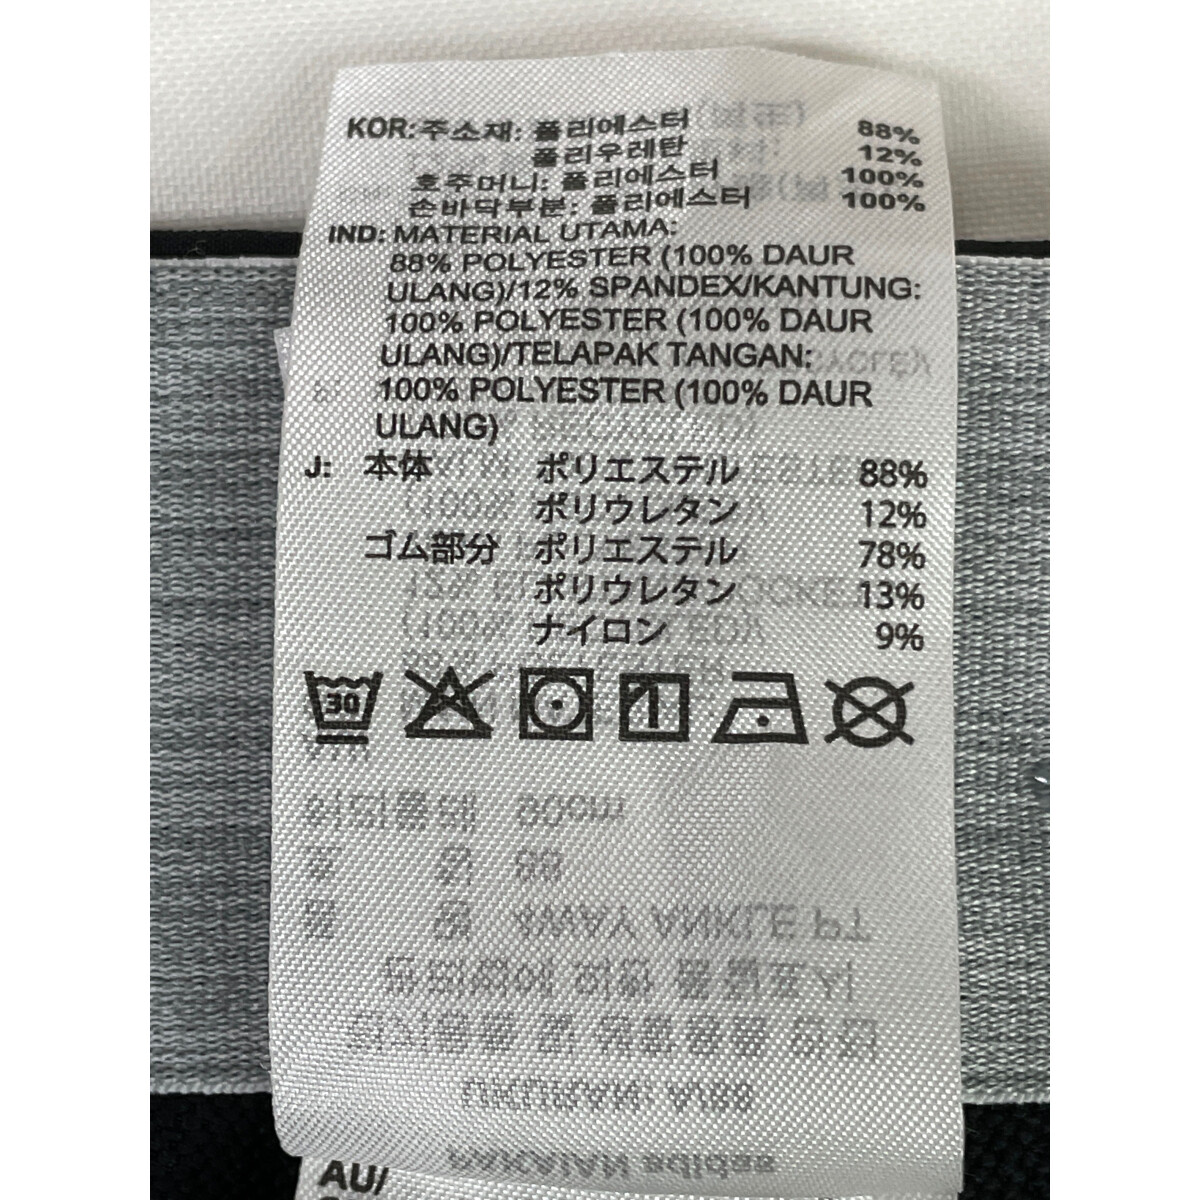 KOR: 주소재: 폴리에스터 88%
폴리우레탄 12%
호주머니: 폴리에스터 100%
손바닥부분: 폴리에스터 100%
IND: MATERIAL UTAMA:
88% POLYESTER (100% DAUR
ULANG)/12% SPANDEX/KANTUNG:
100% POLYESTER (100% DAUR
ULANG)/TELAPAK TANGAN:
100% POLYESTER (100% DAUR
ULANG)
J: 本体 ポリエステル 88%
ポリウレタン 12%
ゴム部分 ポリエステル 78%
ポリウレタン 13%
ナイロン 9%
30
AU/